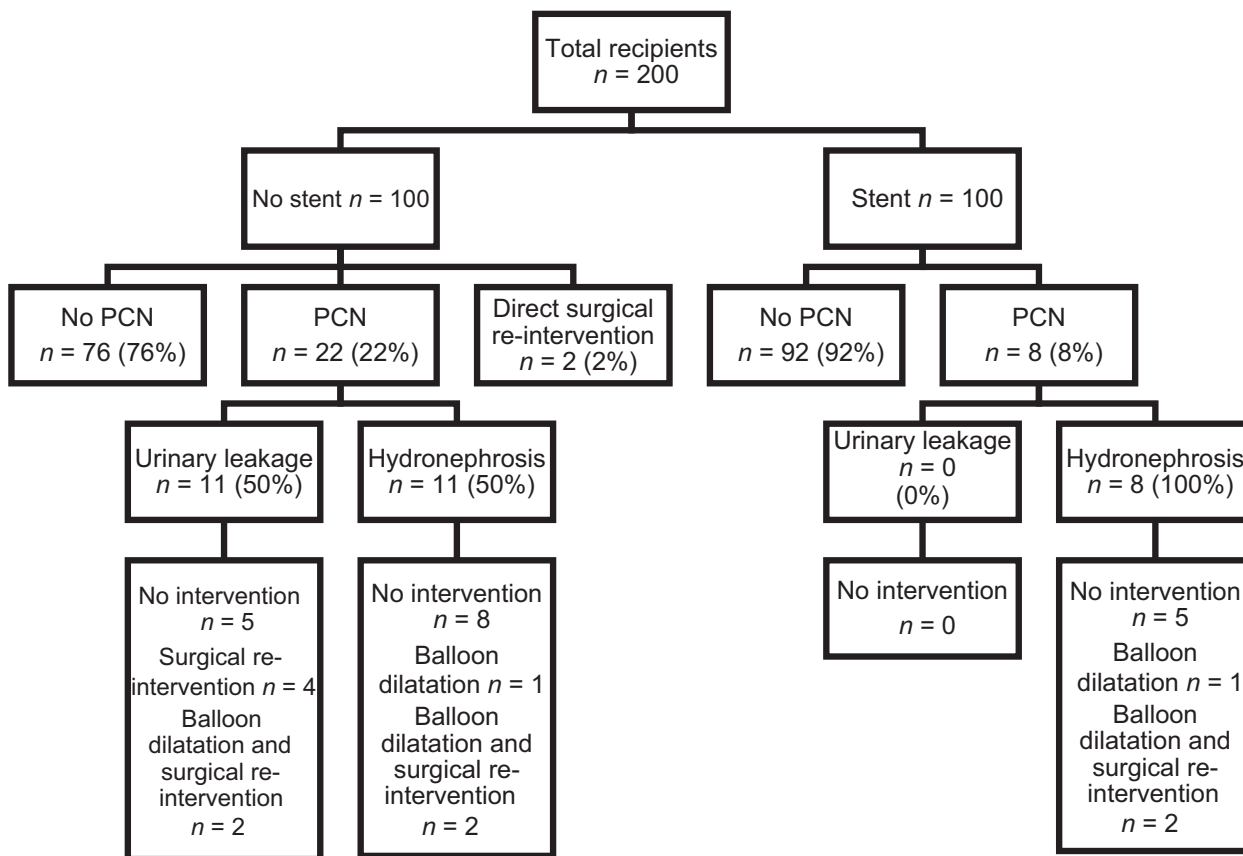 Total recipients
n = 200
No stent n = 100
Stent n = 100
No PCN
n = 76 (76%)
PCN
n = 22 (22%)
Direct surgical
re-intervention
n = 2 (2%)
No PCN
n = 92 (92%)
PCN
n = 8 (8%)
Urinary leakage
n = 11 (50%)
Hydronephrosis
n = 11 (50%)
Urinary leakage
n = 0
(0%)
Hydronephrosis
n = 8 (100%)
No intervention
n = 5
Surgical re-
intervention n = 4
Balloon
dilatation and
surgical re-
intervention
n = 2
No intervention
n = 8
Balloon
dilatation n = 1
Balloon
dilatation and
surgical re-
intervention
n = 2
No intervention
n = 0
No intervention
n = 5
Balloon
dilatation n = 1
Balloon
dilatation and
surgical re-
intervention
n = 2